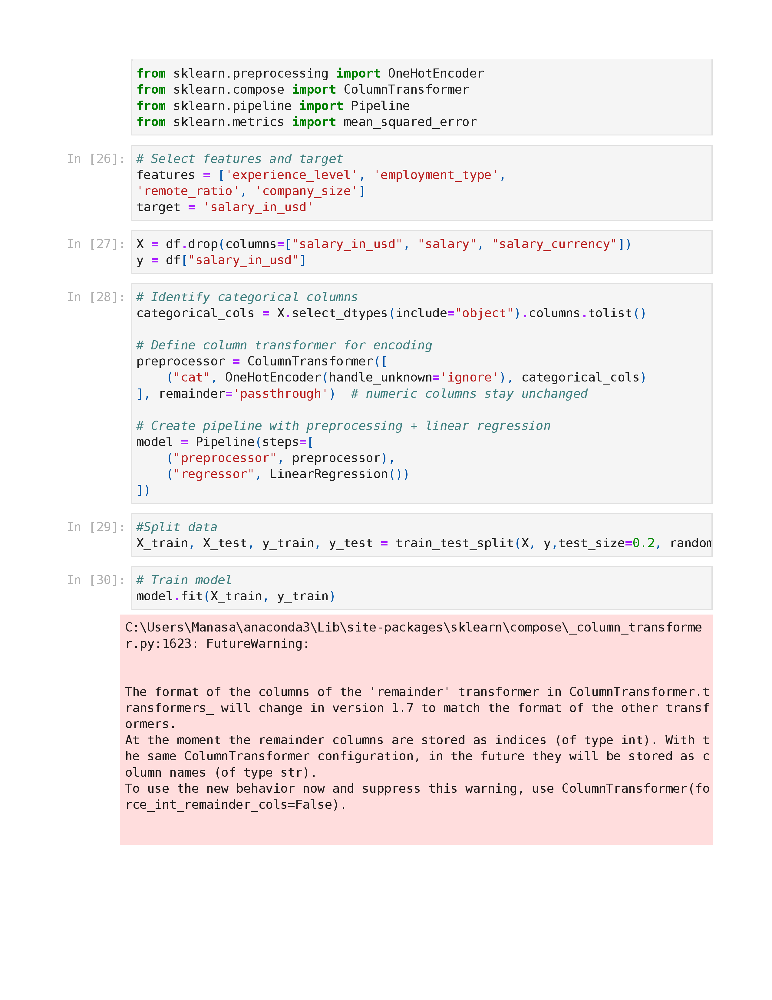 from sklearn.preprocessing import OneHotEncoder
from sklearn.compose import ColumnTransformer
from sklearn.pipeline import Pipeline
from sklearn.metrics import mean_squared_error
In [26]: # Select features and target
features = ['experience_level', 'employment_type',
'remote_ratio', 'company_size']
target = 'salary_in_usd'
In [27]: X = df.drop(columns=["salary_in_usd", "salary", "salary_currency"])
y = df["salary_in_usd"]
In [28]: # Identify categorical columns
categorical_cols = X.select_dtypes(include="object").columns.tolist()
# Define column transformer for encoding
preprocessor = ColumnTransformer([
    ("cat", OneHotEncoder(handle_unknown='ignore'), categorical_cols)
], remainder='passthrough')  # numeric columns stay unchanged
# Create pipeline with preprocessing + linear regression
model = Pipeline(steps=[
    ("preprocessor", preprocessor),
    ("regressor", LinearRegression())
])
In [29]: #Split data
X_train, X_test, y_train, y_test = train_test_split(X, y,test_size=0.2, random
In [30]: # Train model
model.fit(X_train, y_train)
C:\Users\Manasa\anaconda3\Lib\site-packages\sklearn\compose\_column_transforme
r.py:1623: FutureWarning:
The format of the columns of the 'remainder' transformer in ColumnTransformer.t
ransformers_ will change in version 1.7 to match the format of the other transf
ormers.
At the moment the remainder columns are stored as indices (of type int). With t
he same ColumnTransformer configuration, in the future they will be stored as c
olumn names (of type str).
To use the new behavior now and suppress this warning, use ColumnTransformer(fo
rce_int_remainder_cols=False).